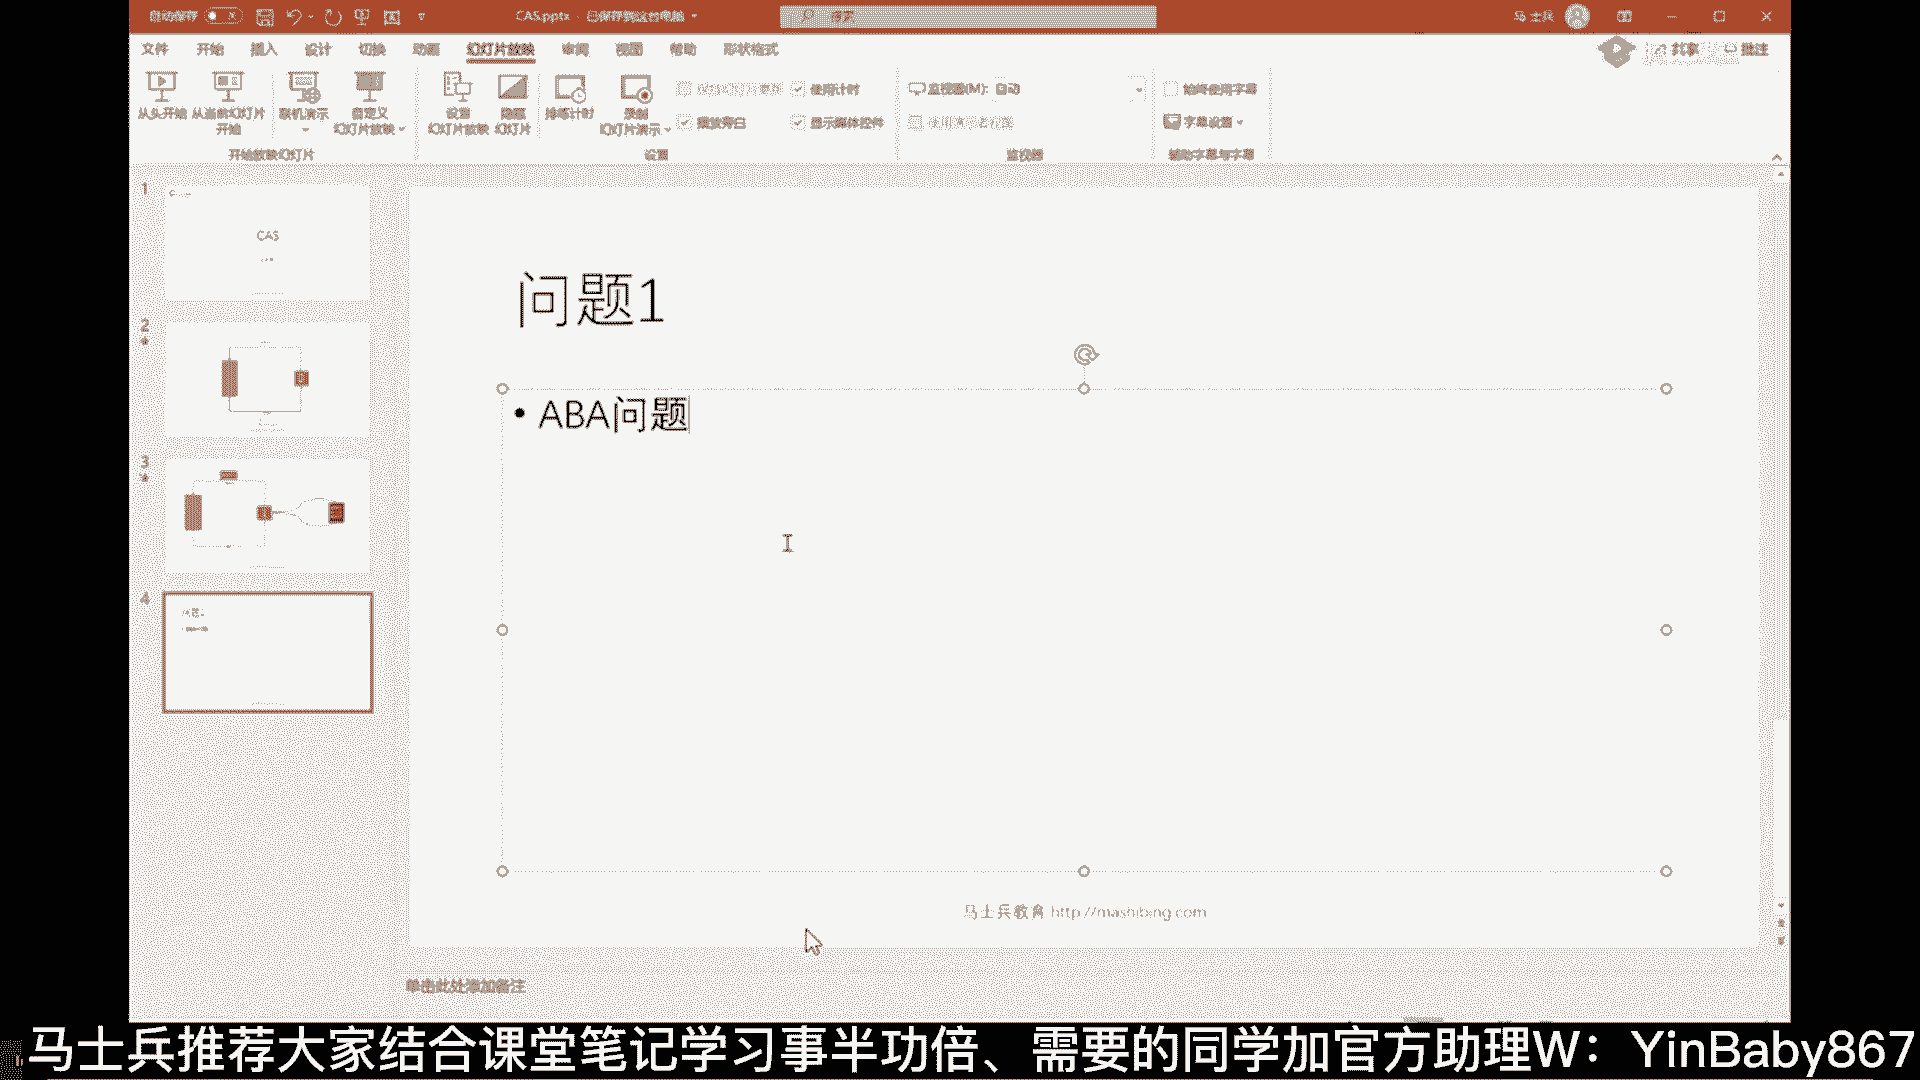 自动保存
CAS.pptx - 已保存到这台电脑
搜索
马 士兵
文件 开始 插入 设计 切换 动画 幻灯片放映 审阅 视图 帮助 形状格式
共享 批注
从头开始 从当前幻灯片开始 联机演示 自定义幻灯片放映 设置幻灯片放映 隐藏幻灯片 排练计时 录制幻灯片演示
使用计时
播放旁白 显示媒体控件
监视器(M): 自动
使用演示者视图
始终使用字幕
字幕设置
开始放映幻灯片 设置 监视器 辅助字幕与字幕
1
CAS
2
3
4
问题1
• ABA问题
马士兵教育 http://mashibing.com
单击此处添加备注
马士兵推荐大家结合课堂笔记学习事半功倍、需要的同学加官方助理W：YinBaby867